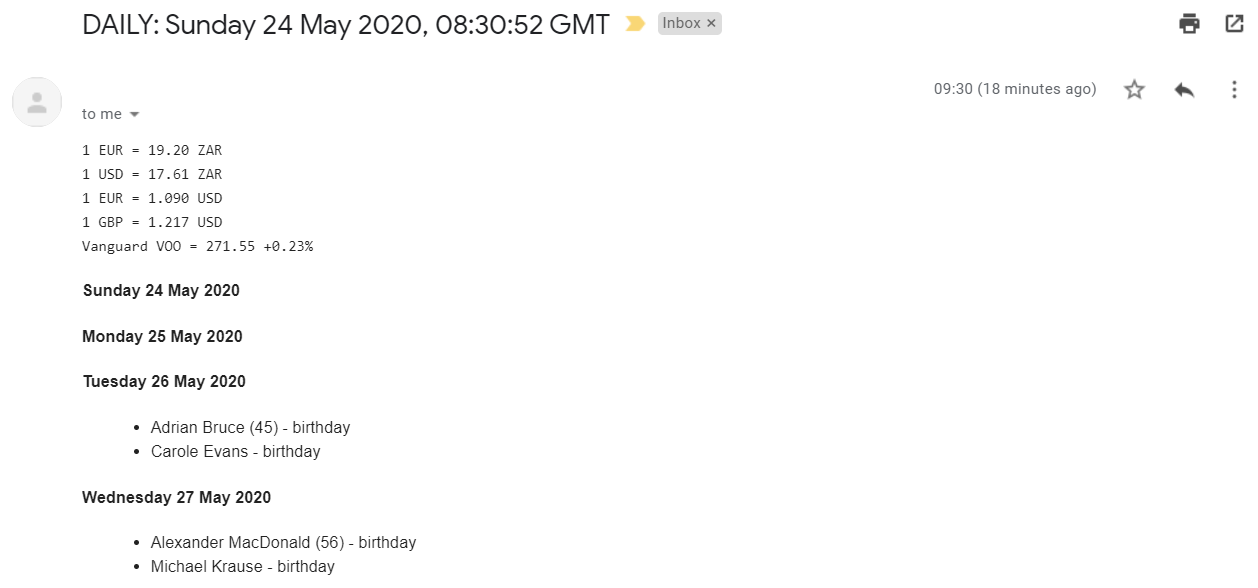 DAILY: Sunday 24 May 2020, 08:30:52 GMT Inbox ×
09:30 (18 minutes ago)
to me
1 EUR = 19.20 ZAR
1 USD = 17.61 ZAR
1 EUR = 1.090 USD
1 GBP = 1.217 USD
Vanguard VOO = 271.55 +0.23%
Sunday 24 May 2020
Monday 25 May 2020
Tuesday 26 May 2020
• Adrian Bruce (45) - birthday
• Carole Evans - birthday
Wednesday 27 May 2020
• Alexander MacDonald (56) - birthday
• Michael Krause - birthday